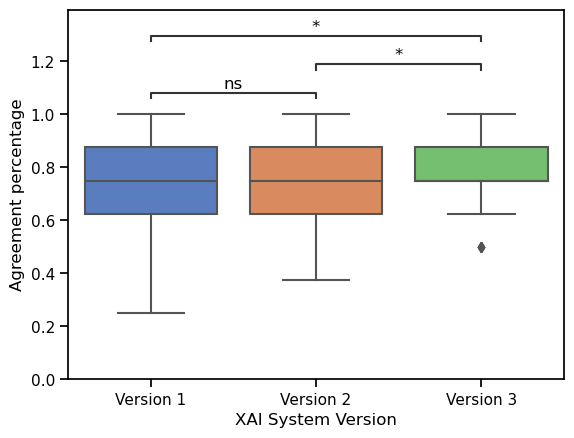 *
*
ns
1.2
1.0
0.8
0.6
0.4
0.2
0.0
Agreement percentage
Version 1 Version 2 Version 3
XAI System Version